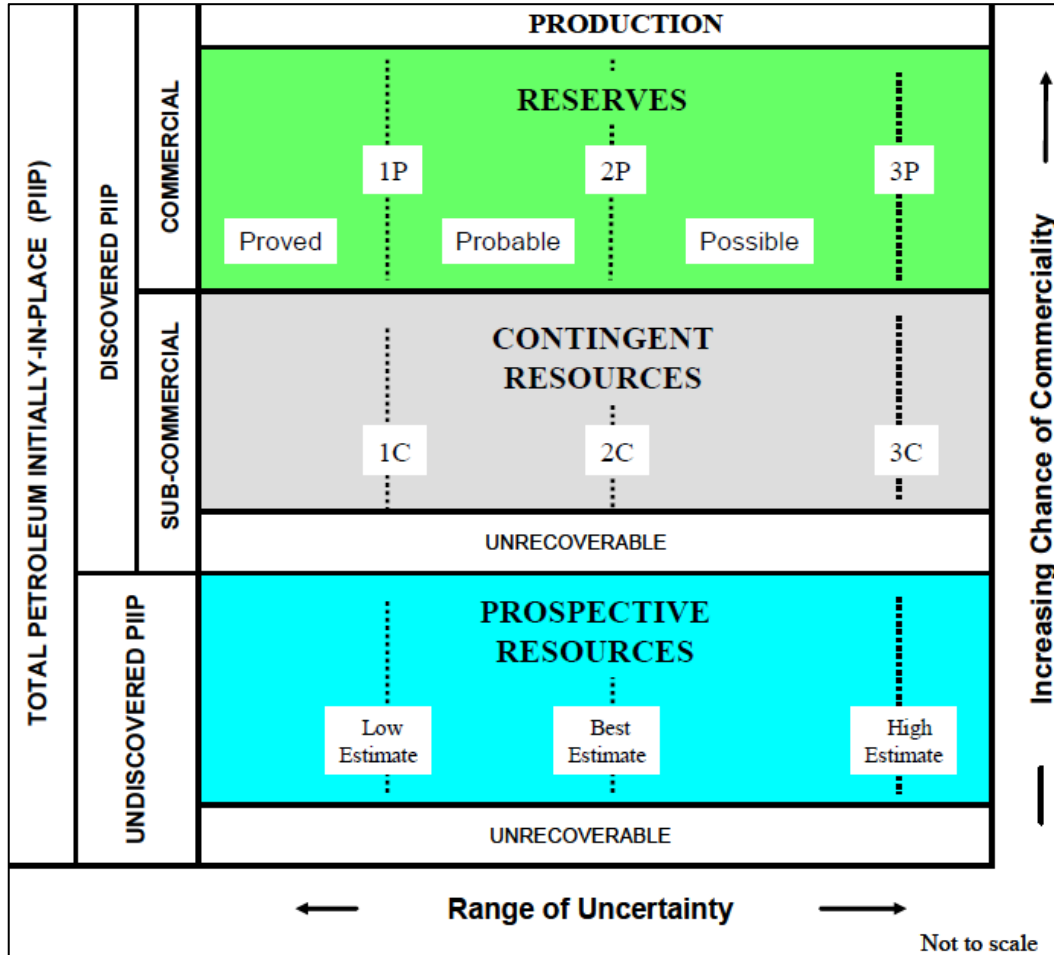 TOTAL PETROLEUM INITIALLY-IN-PLACE (PIIP)
DISCOVERED PIIP
COMMERCIAL
PRODUCTION
RESERVES
1P
2P
3P
Proved
Probable
Possible
SUB-COMMERCIAL
CONTINGENT
RESOURCES
1C
2C
3C
UNRECOVERABLE
UNDISCOVERED PIIP
PROSPECTIVE
RESOURCES
Low
Estimate
Best
Estimate
High
Estimate
UNRECOVERABLE
Increasing Chance of Commerciality
Range of Uncertainty
Not to scale